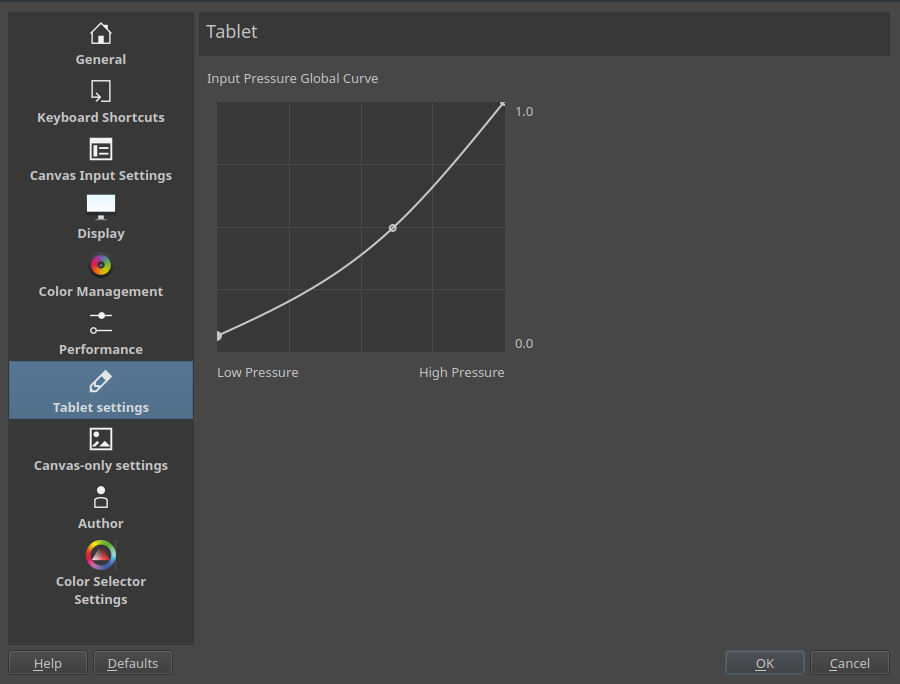 General
Keyboard Shortcuts
Canvas Input Settings
Display
Color Management
Performance
Tablet settings
Canvas-only settings
Author
Color Selector
Settings
Tablet
Input Pressure Global Curve
1.0
0.0
Low Pressure
High Pressure
Help
Defaults
OK
Cancel